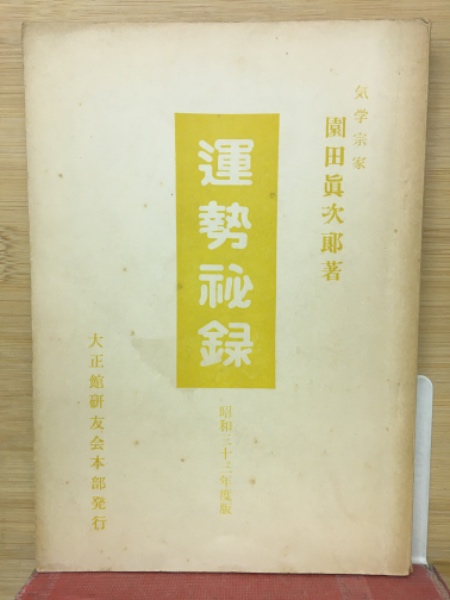 気学宗家
園田眞次郎著
運勢祕録
昭和三十三年度版
大正館研友会本部発行